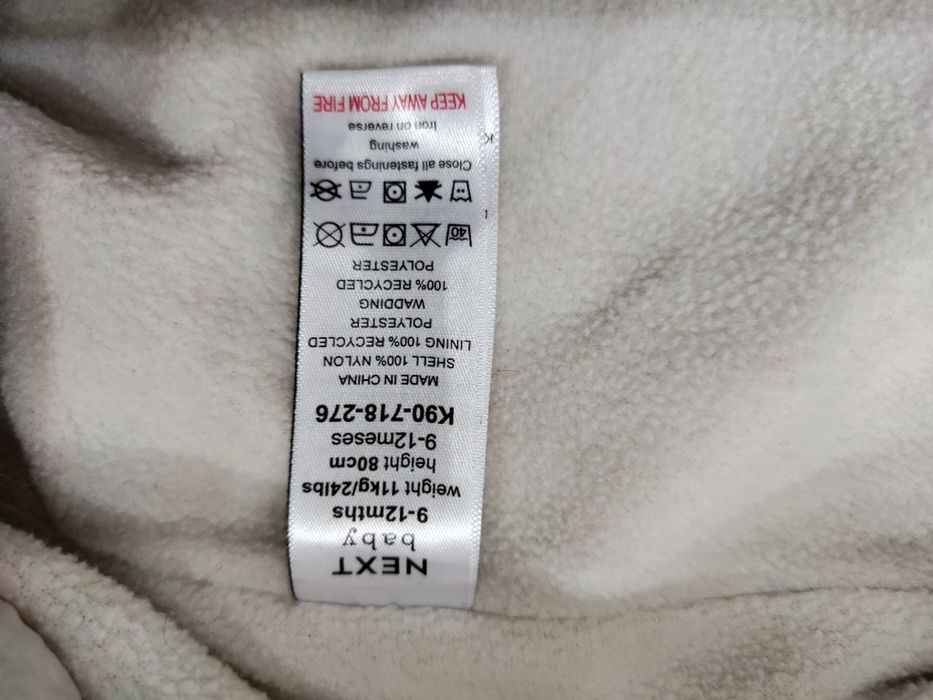 NEXT
baby
9-12mths
weight 11kg/24lbs
height 80cm
9-12meses
K90-718-276
MADE IN CHINA
SHELL 100% NYLON
LINING 100% RECYCLED
POLYESTER
WADDING
100% RECYCLED
POLYESTER
40
Close all fastenings before
washing
Iron on reverse
KEEP AWAY FROM FIRE